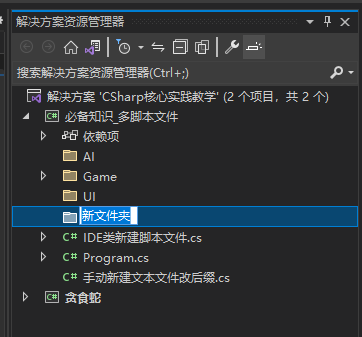 解决方案资源管理器
搜索解决方案资源管理器(Ctrl+;)
解决方案 'CSharp核心实践教学' (2 个项目，共 2 个)
必备知识_多脚本文件
依赖项
AI
Game
UI
新文件夹
C# IDE类新建脚本文件.cs
C# Program.cs
C# 手动新建文本文件改后缀.cs
贪食蛇